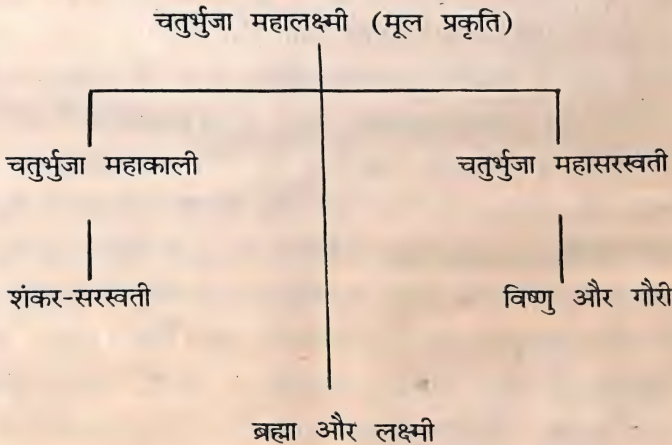 चतुर्भुजा महालक्ष्मी (मूल प्रकृति)
चतुर्भुजा महाकाली चतुर्भुजा महासरस्वती
शंकर-सरस्वती विष्णु और गौरी
ब्रह्मा और लक्ष्मी